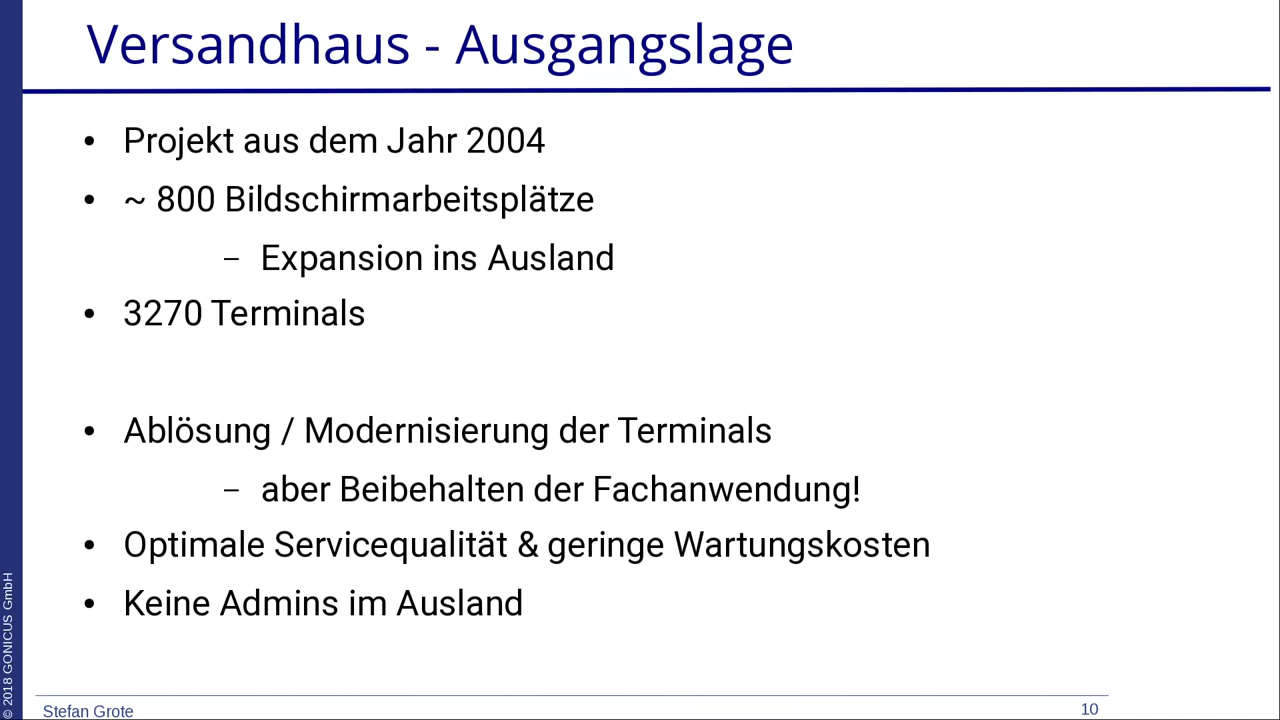 Versandhaus - Ausgangslage
• Projekt aus dem Jahr 2004
• ~ 800 Bildschirmarbeitsplätze
– Expansion ins Ausland
• 3270 Terminals
• Ablösung / Modernisierung der Terminals
– aber Beibehalten der Fachanwendung!
• Optimale Servicequalität & geringe Wartungskosten
• Keine Admins im Ausland
© 2018 GONICUS GmbH
Stefan Grote
10